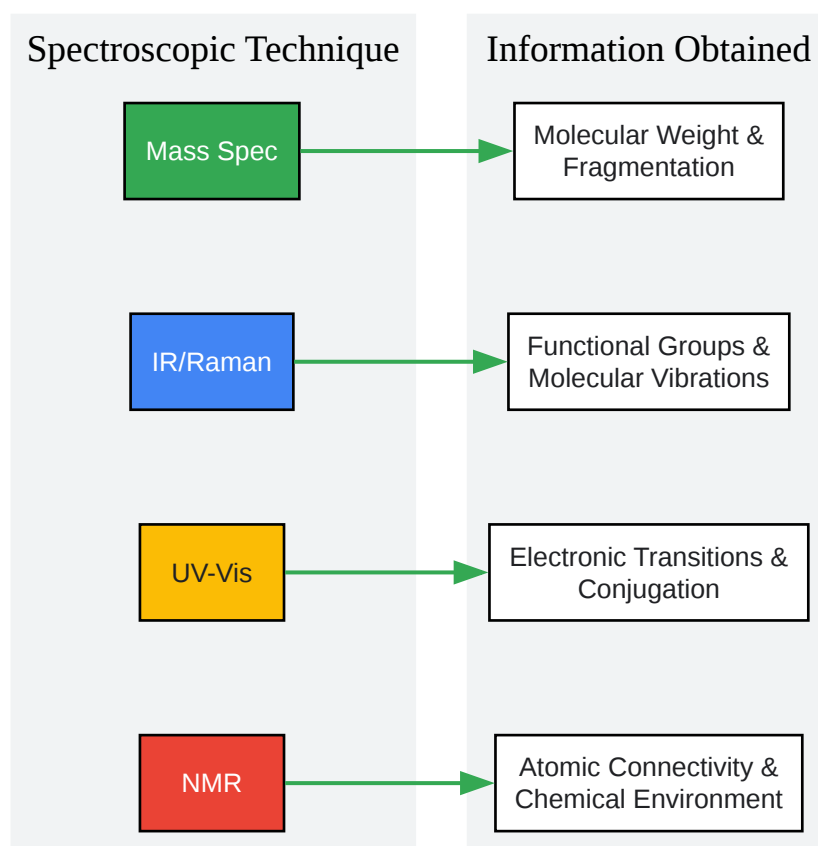 Spectroscopic Technique
Information Obtained
Mass Spec
Molecular Weight &
Fragmentation
IR/Raman
Functional Groups &
Molecular Vibrations
UV-Vis
Electronic Transitions &
Conjugation
NMR
Atomic Connectivity &
Chemical Environment